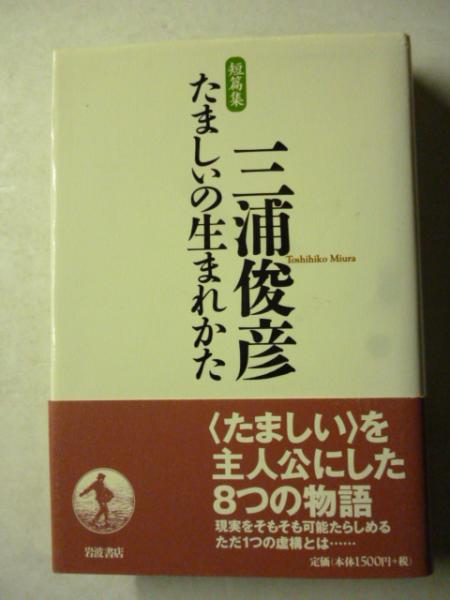 短篇集
たましいの生まれかた
三浦俊彦
Toshihiko Miura
〈たましい〉を
主人公にした
8つの物語
現実をそもそも可能たらしめる
ただ1つの虚構とは……
岩波書店
定価(本体1500円+税)